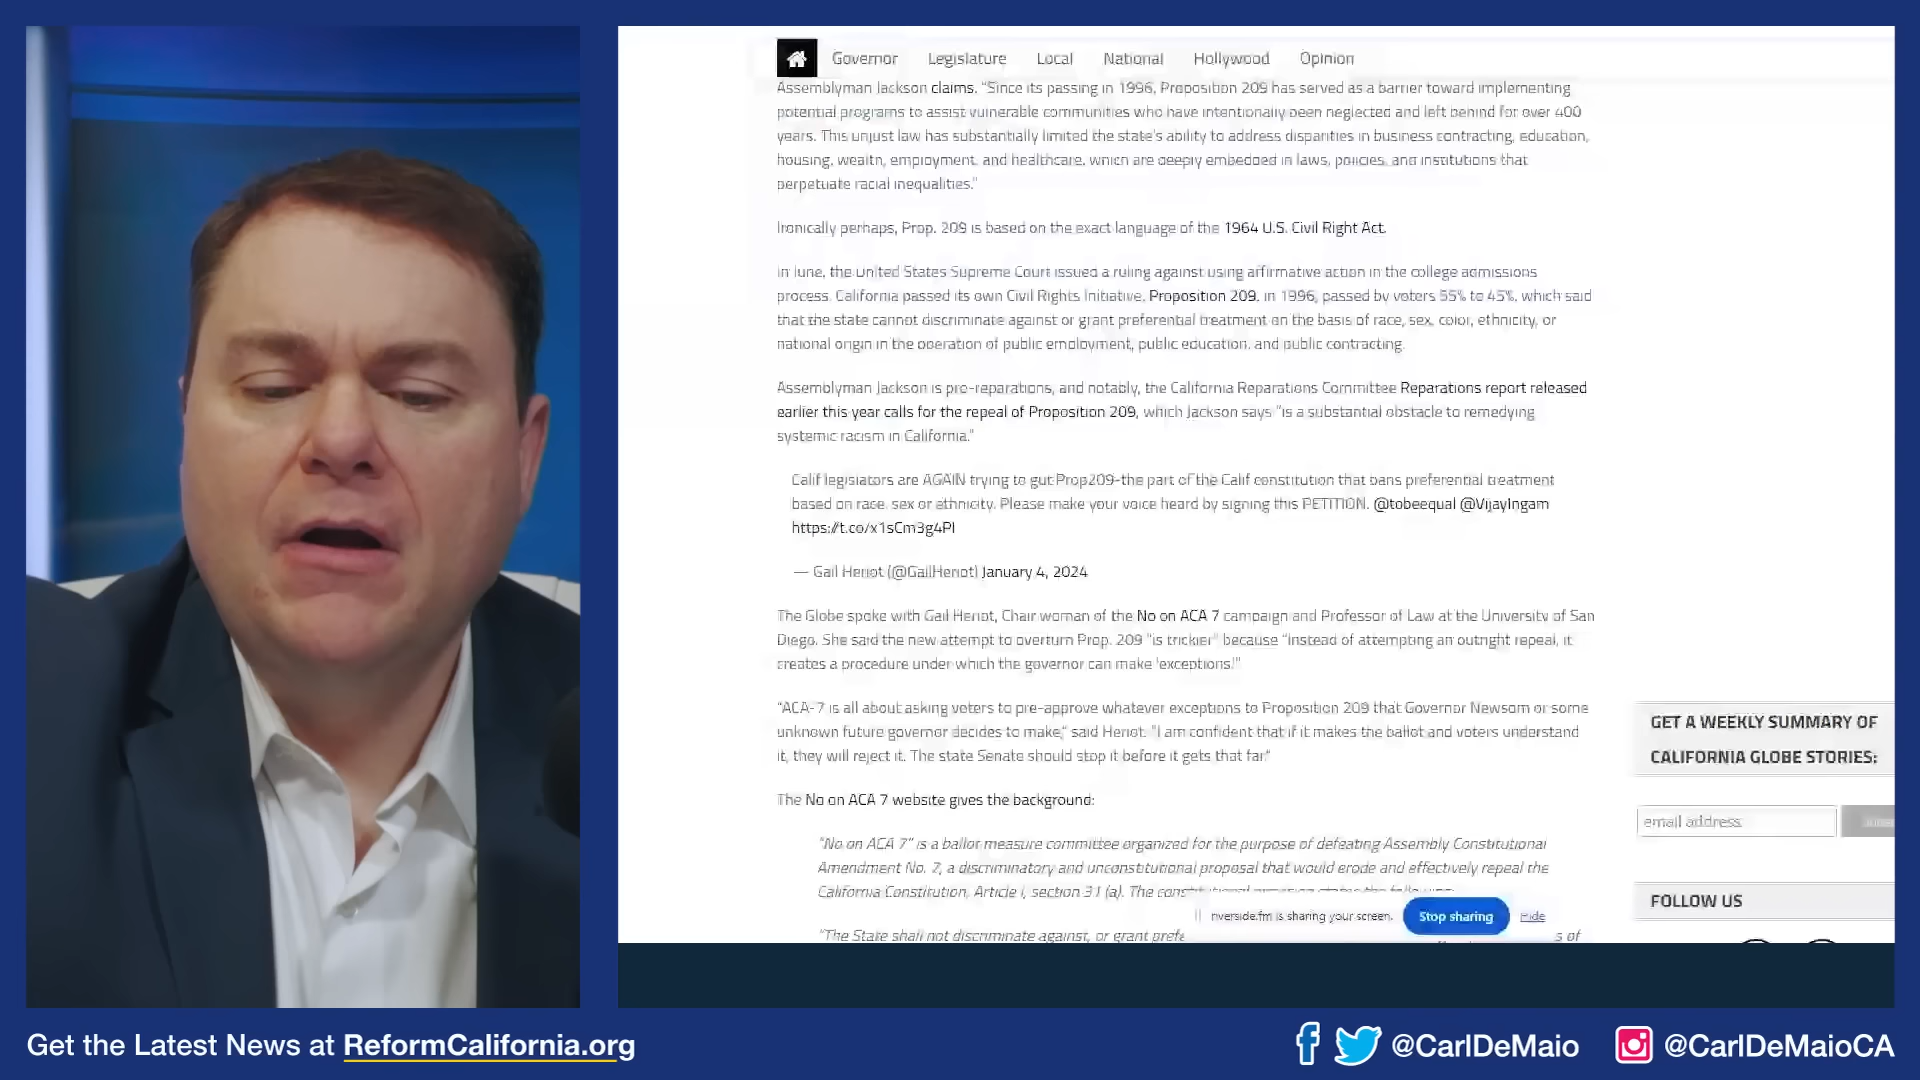 Governor Legislature Local National Hollywood Opinion
Assemblyman Jackson claims. "Since its passing in 1996, Proposition 209 has served as a barrier toward implementing
potential programs to assist vulnerable communities who have intentionally been neglected and left behind for over 400
years. This unjust law has substantially limited the state's ability to address disparities in business contracting, education,
housing, wealth, employment, and healthcare, which are deeply embedded in laws, policies, and institutions that
perpetuate racial inequalities."
Ironically perhaps, Prop. 209 is based on the exact language of the 1964 U.S. Civil Right Act.
In June, the United States Supreme Court issued a ruling against using affirmative action in the college admissions
process. California passed its own Civil Rights Initiative, Proposition 209, in 1996, passed by voters 55% to 45%, which said
that the state cannot discriminate against or grant preferential treatment on the basis of race, sex, color, ethnicity, or
national origin in the operation of public employment, public education, and public contracting.
Assemblyman Jackson is pro-reparations, and notably, the California Reparations Committee Reparations report released
earlier this year calls for the repeal of Proposition 209, which Jackson says "is a substantial obstacle to remedying
systemic racism in California."
Calif legislators are AGAIN trying to gut Prop209-the part of the Calif constitution that bans preferential treatment
based on race, sex or ethnicity. Please make your voice heard by signing this PETITION. @tobeequal @VijayIngam
https://t.co/x1sCm3g4Pl
— Gail Heriot (@GailHeriot) January 4, 2024
The Globe spoke with Gail Heriot, Chair woman of the No on ACA 7 campaign and Professor of Law at the University of San
Diego. She said the new attempt to overturn Prop. 209 "is trickier" because "instead of attempting an outright repeal, it
creates a procedure under which the governor can make 'exceptions.'"
"ACA-7 is all about asking voters to pre-approve whatever exceptions to Proposition 209 that Governor Newsom or some
unknown future governor decides to make," said Heriot. "I am confident that if it makes the ballot and voters understand
it, they will reject it. The state Senate should stop it before it gets that far."
The No on ACA 7 website gives the background:
"No on ACA 7" is a ballot measure committee organized for the purpose of defeating Assembly Constitutional
Amendment No. 7, a discriminatory and unconstitutional proposal that would erode and effectively repeal the
California Constitution, Article I, section 31 (a). The constitutional provision states the following:
"The State shall not discriminate against, or grant s of
riverside.fm is sharing your screen. Stop sharing Hide
GET A WEEKLY SUMMARY OF
CALIFORNIA GLOBE STORIES:
email address
FOLLOW US
Get the Latest News at ReformCalifornia.org
@CarlDeMaio
@CarlDeMaioCA